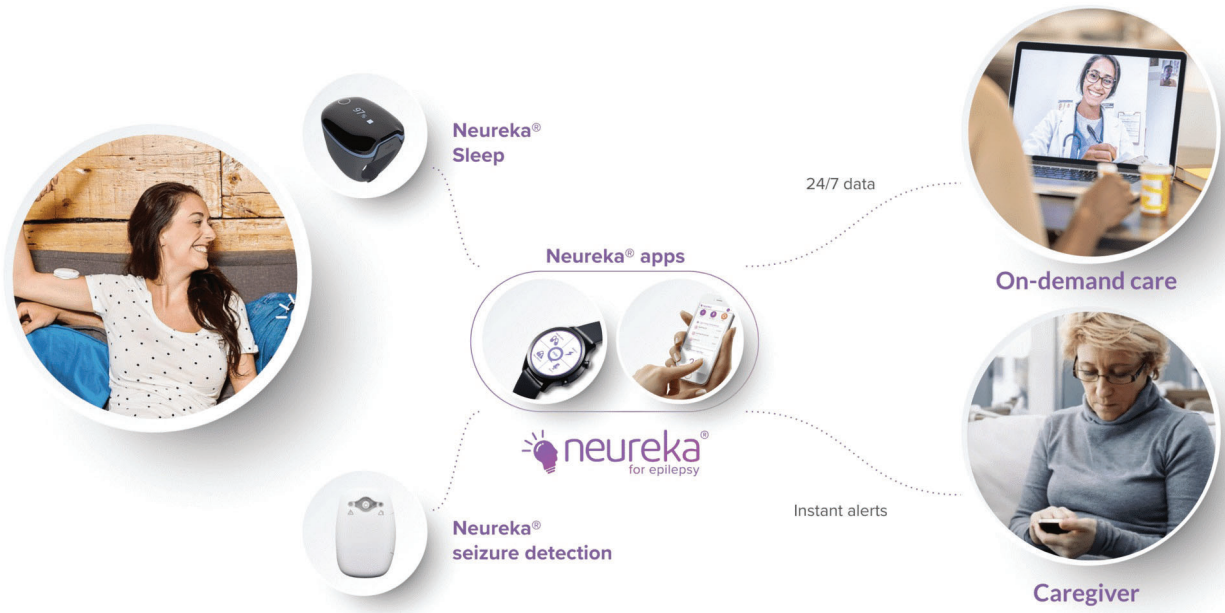 Neureka®
Sleep
97%
24/7 data
Neureka® apps
On-demand care
neureka®
for epilepsy
Instant alerts
Neureka®
seizure detection
Caregiver